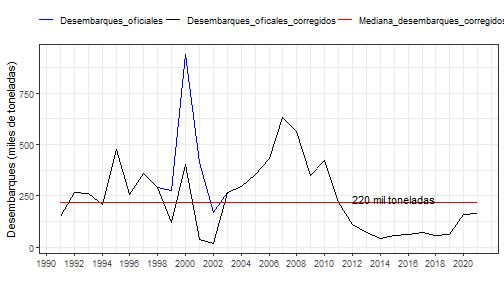 Desembarques_oficiales Desembarques_oficales_corregidos Mediana_desembarques_corregidos
Desembarques (miles de toneladas)
750
500
250
0
220 mil toneladas
1990 1992 1994 1996 1998 2000 2002 2004 2006 2008 2010 2012 2014 2016 2018 2020